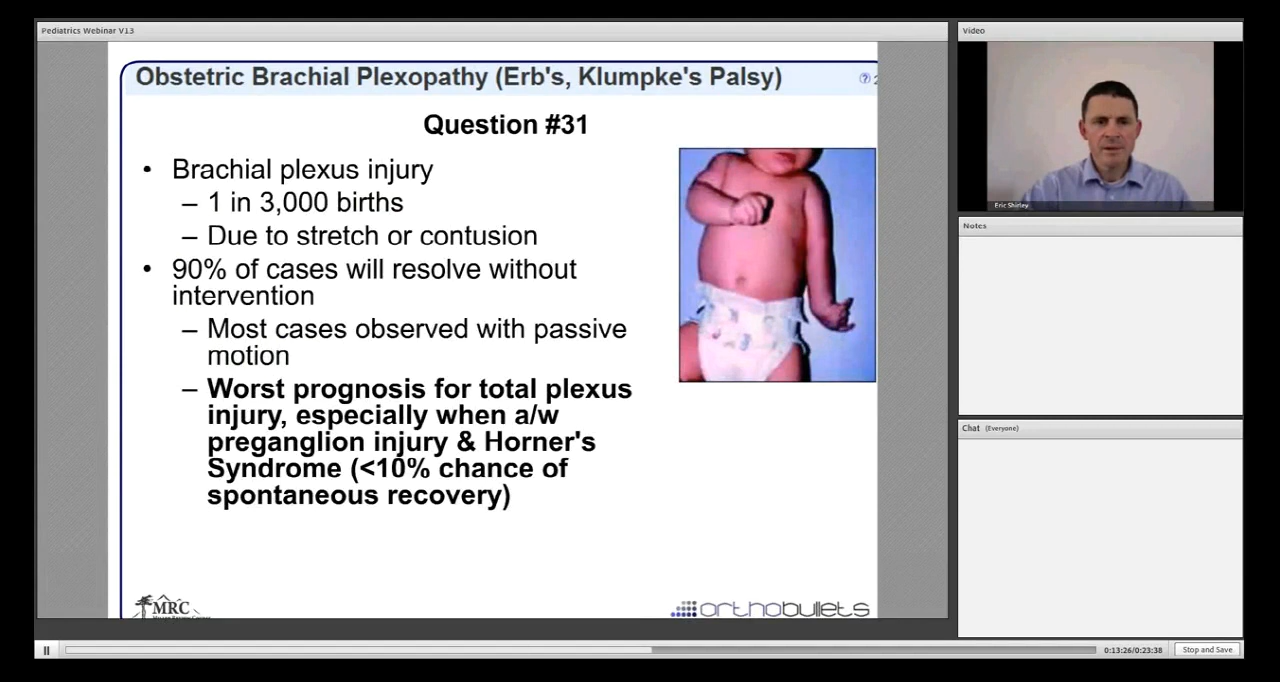 Pediatrics Webinar V13
Obstetric Brachial Plexopathy (Erb's, Klumpke's Palsy)
Question #31
• Brachial plexus injury
– 1 in 3,000 births
– Due to stretch or contusion
• 90% of cases will resolve without
intervention
– Most cases observed with passive
motion
– Worst prognosis for total plexus
injury, especially when a/w
preganglion injury & Horner's
Syndrome (<10% chance of
spontaneous recovery)
MRC
orthobullets
Video
Eric Shirley
Notes
Chat (Everyone)
0:13:26/0:23:38
Stop and Save